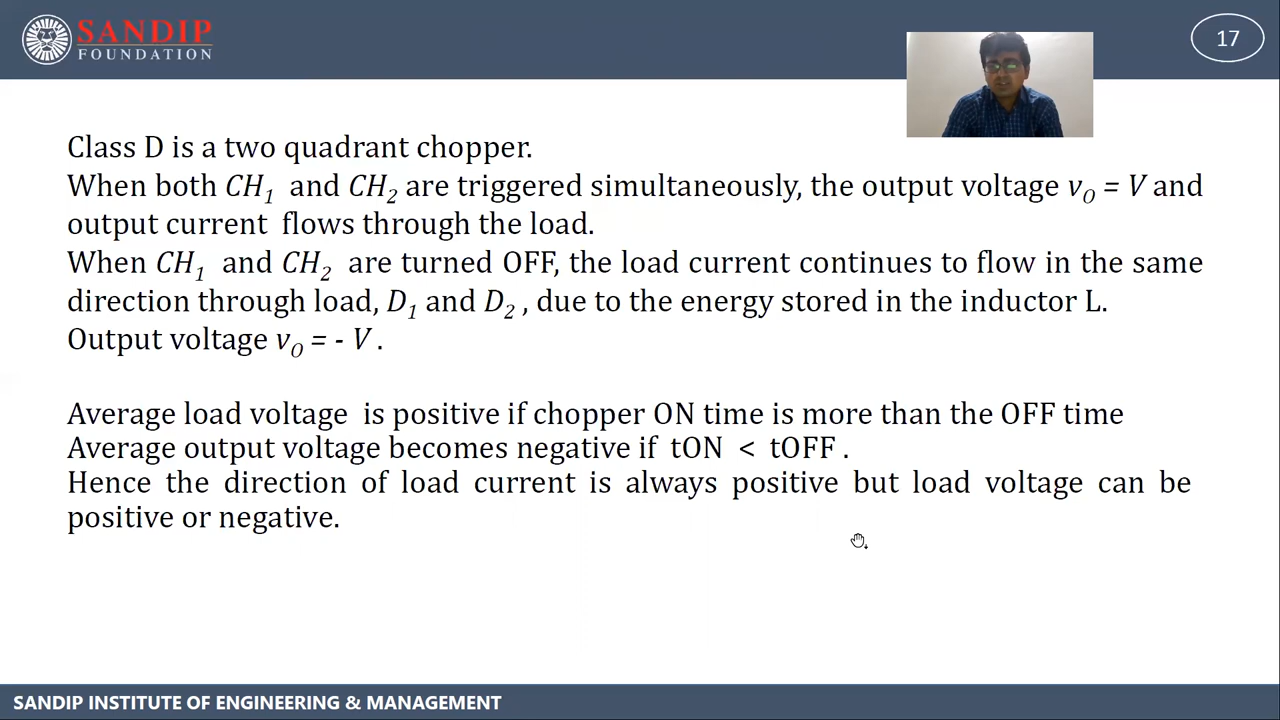 SANDIP
FOUNDATION
17
Class D is a two quadrant chopper.
When both CH₁ and CH₂ are triggered simultaneously, the output voltage v_O = V and
output current flows through the load.
When CH₁ and CH₂ are turned OFF, the load current continues to flow in the same
direction through load, D₁ and D₂ , due to the energy stored in the inductor L.
Output voltage v_O = - V .
Average load voltage is positive if chopper ON time is more than the OFF time
Average output voltage becomes negative if tON < tOFF .
Hence the direction of load current is always positive but load voltage can be
positive or negative.
SANDIP INSTITUTE OF ENGINEERING & MANAGEMENT